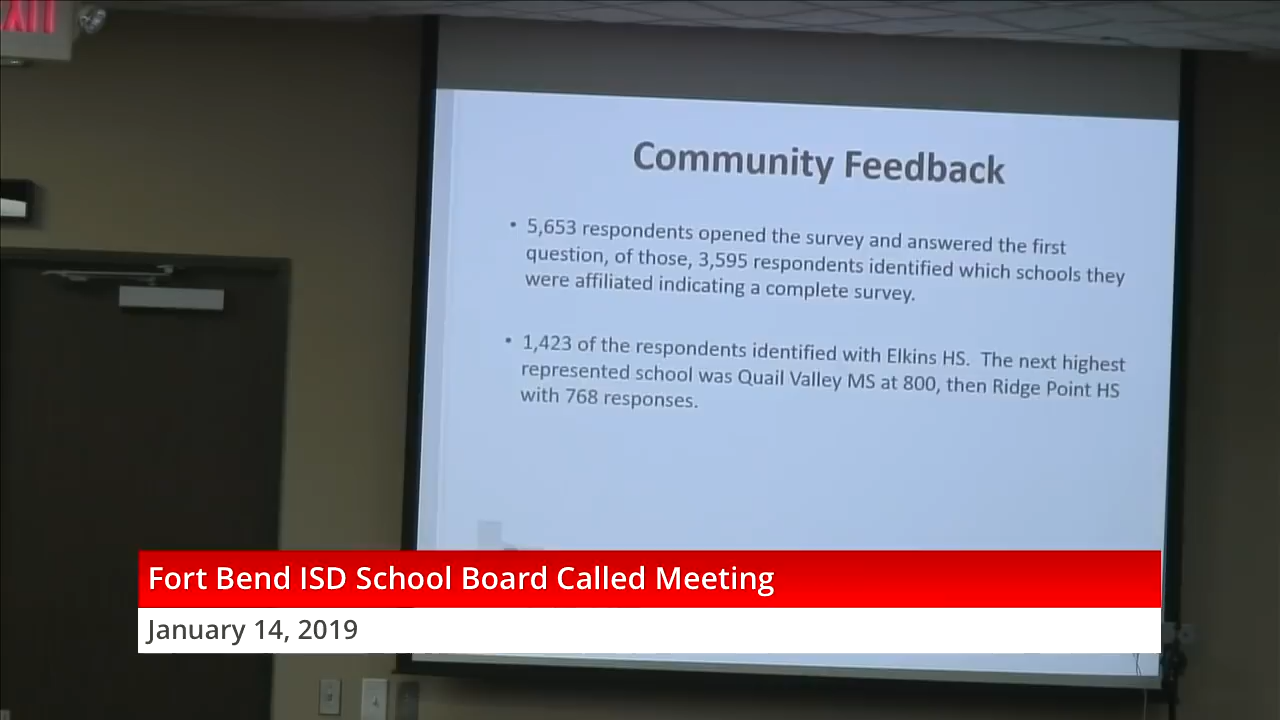 EXIT
Community Feedback
• 5,653 respondents opened the survey and answered the first
question, of those, 3,595 respondents identified which schools they
were affiliated indicating a complete survey.
• 1,423 of the respondents identified with Elkins HS. The next highest
represented school was Quail Valley MS at 800, then Ridge Point HS
with 768 responses.
Fort Bend ISD School Board Called Meeting
January 14, 2019